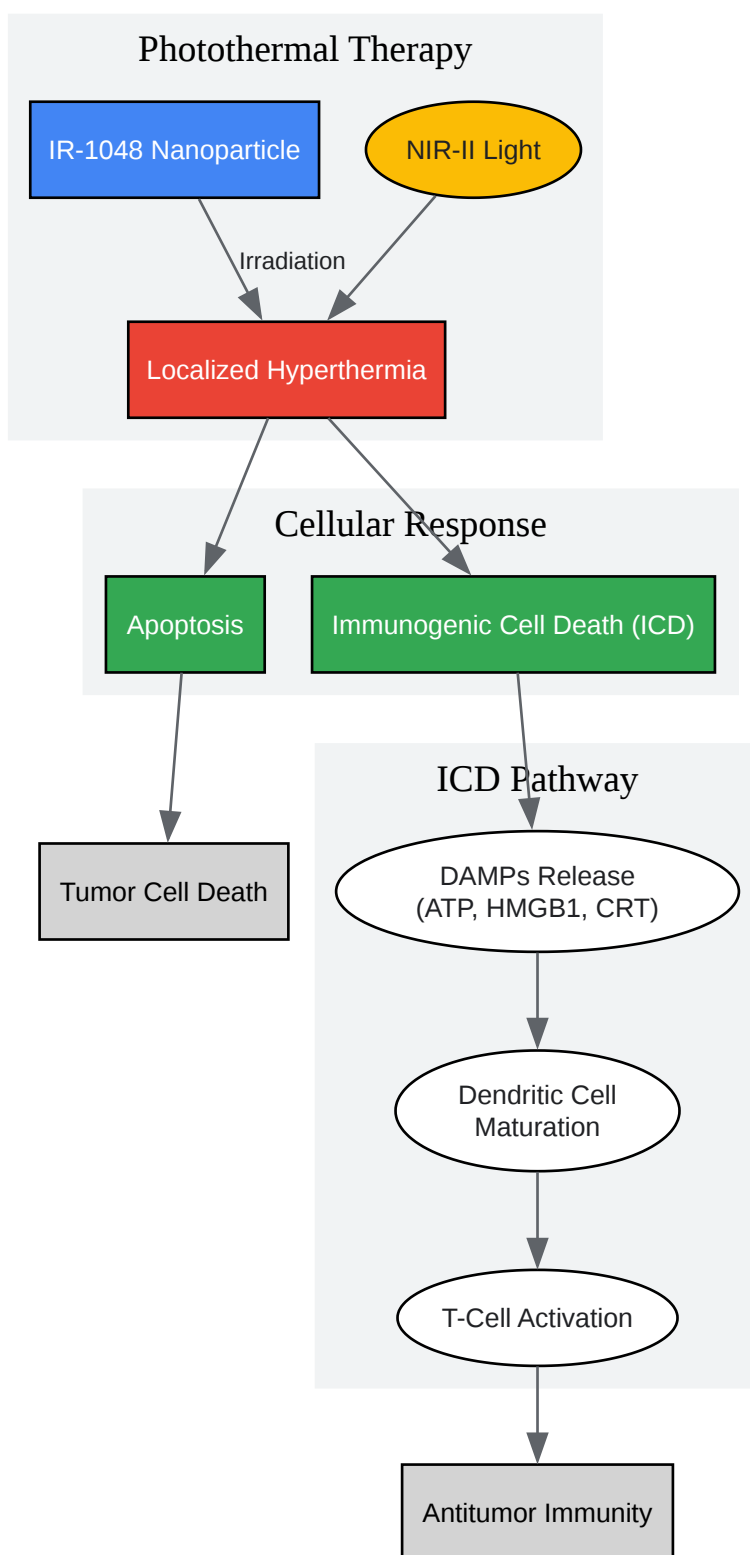 Photothermal Therapy
IR-1048 Nanoparticle
NIR-II Light
Irradiation
Localized Hyperthermia
Cellular Response
Apoptosis
Immunogenic Cell Death (ICD)
ICD Pathway
Tumor Cell Death
DAMPs Release
(ATP, HMGB1, CRT)
Dendritic Cell
Maturation
T-Cell Activation
Antitumor Immunity